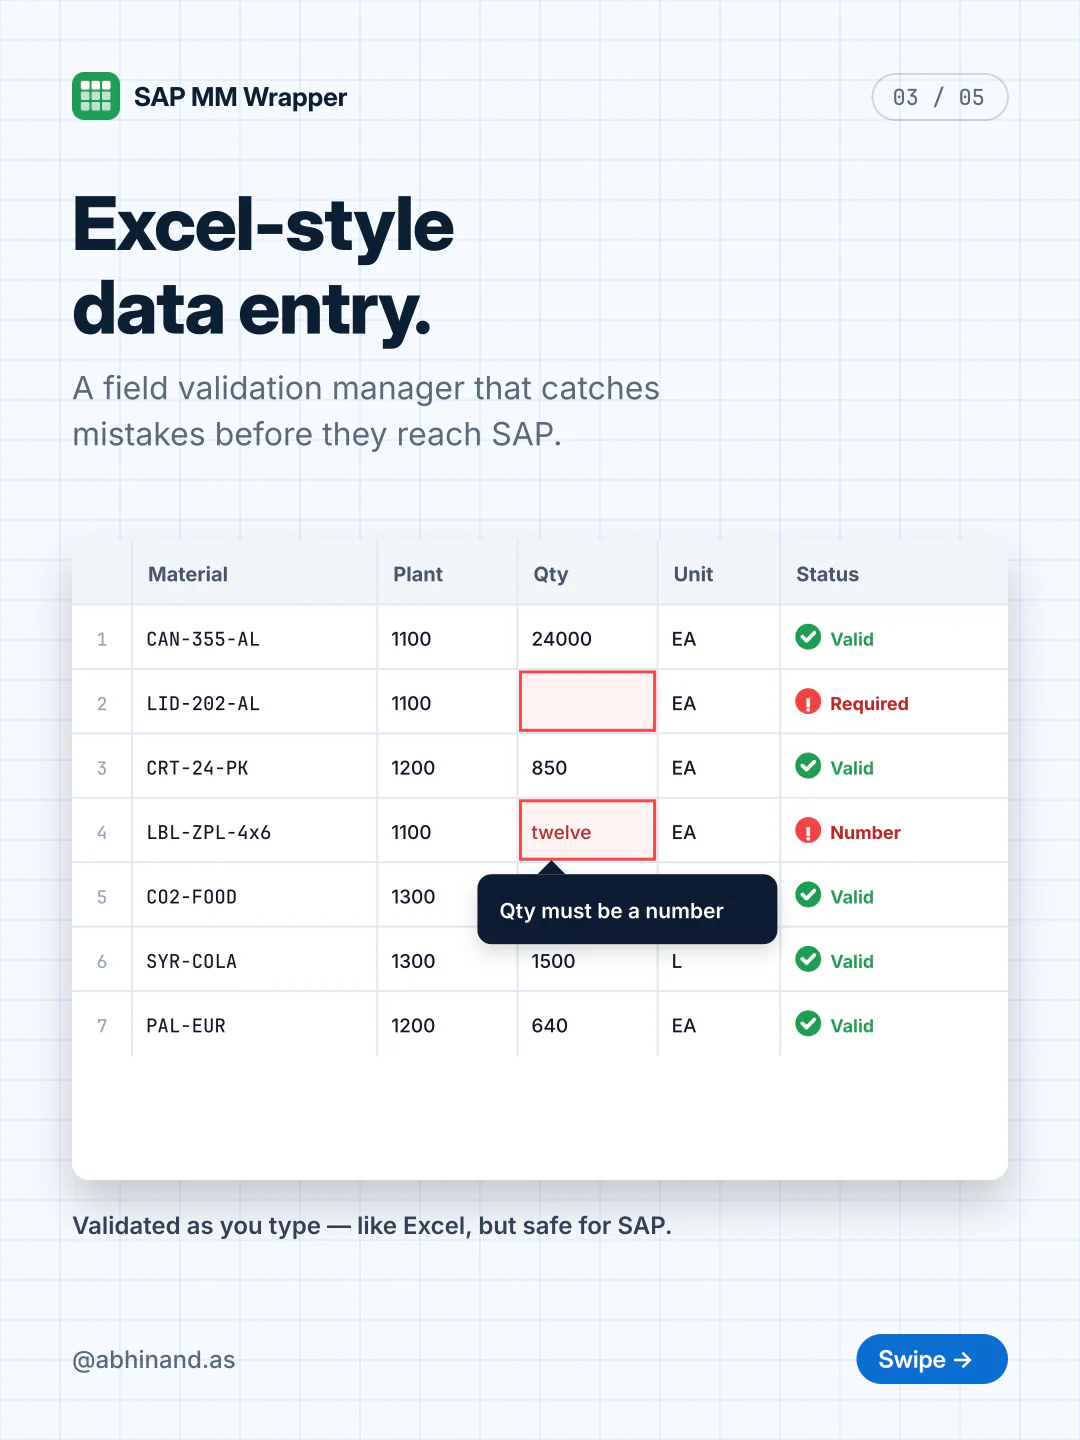 SAP MM Wrapper
03 / 05
Excel-style
data entry.
A field validation manager that catches
mistakes before they reach SAP.
Material Plant Qty Unit Status
1 CAN-355-AL 1100 24000 EA Valid
2 LID-202-AL 1100 EA ! Required
3 CRT-24-PK 1200 850 EA Valid
4 LBL-ZPL-4x6 1100 twelve EA ! Number
5 CO2-FOOD 1300 Valid
Qty must be a number
6 SYR-COLA 1300 1500 L Valid
7 PAL-EUR 1200 640 EA Valid
Validated as you type — like Excel, but safe for SAP.
@abhinand.as
Swipe →